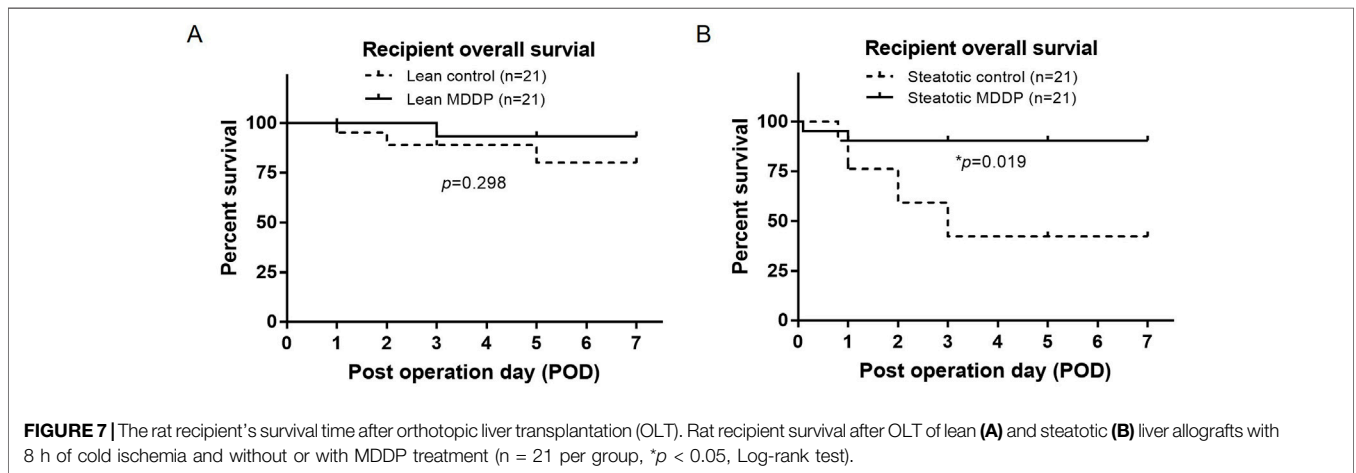 A
Recipient overall survial
Lean control (n=21)
Lean MDDP (n=21)
Percent survival
100
75
50
25
0
p=0.298
0 1 2 3 4 5 6 7
Post operation day (POD)
B
Recipient overall survial
Steatotic control (n=21)
Steatotic MDDP (n=21)
Percent survival
100
75
50
25
0
*p=0.019
0 1 2 3 4 5 6 7
Post operation day (POD)
FIGURE 7 | The rat recipient's survival time after orthotopic liver transplantation (OLT). Rat recipient survival after OLT of lean (A) and steatotic (B) liver allografts with
8 h of cold ischemia and without or with MDDP treatment (n = 21 per group, *p < 0.05, Log-rank test).